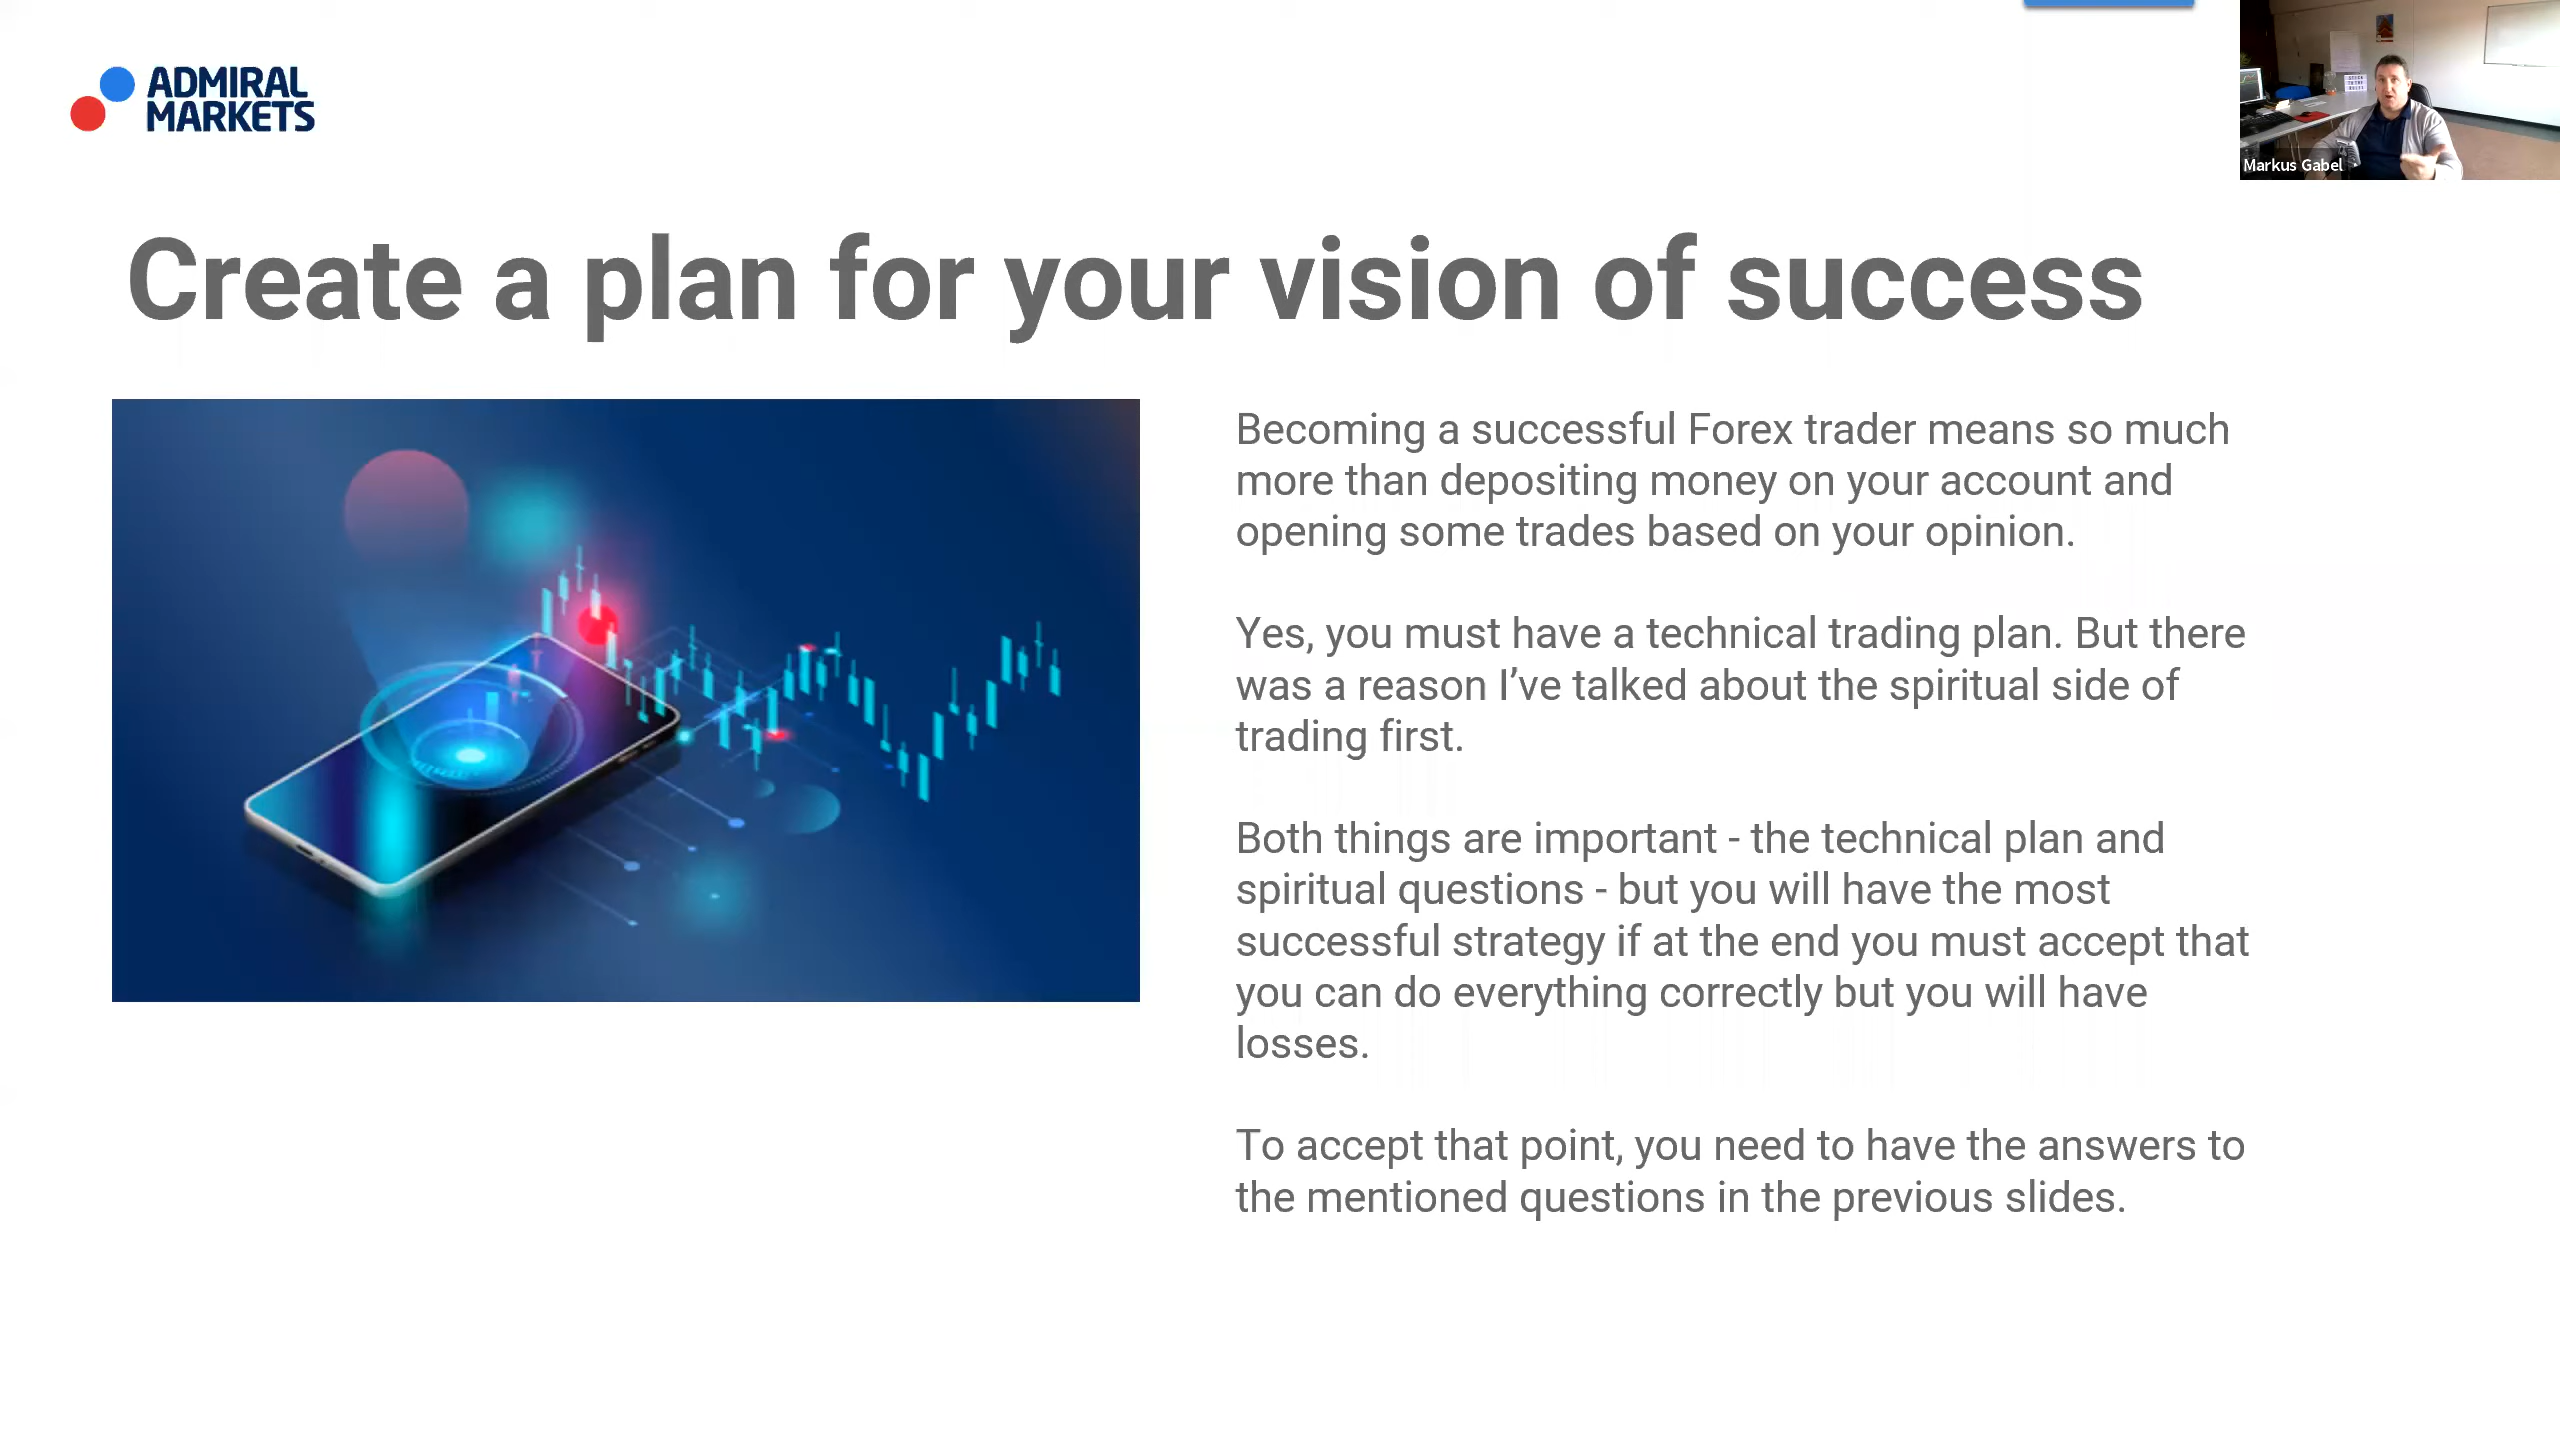 ADMIRAL
MARKETS
Markus Gabel
Create a plan for your vision of success
Becoming a successful Forex trader means so much
more than depositing money on your account and
opening some trades based on your opinion.
Yes, you must have a technical trading plan. But there
was a reason I’ve talked about the spiritual side of
trading first.
Both things are important - the technical plan and
spiritual questions - but you will have the most
successful strategy if at the end you must accept that
you can do everything correctly but you will have
losses.
To accept that point, you need to have the answers to
the mentioned questions in the previous slides.